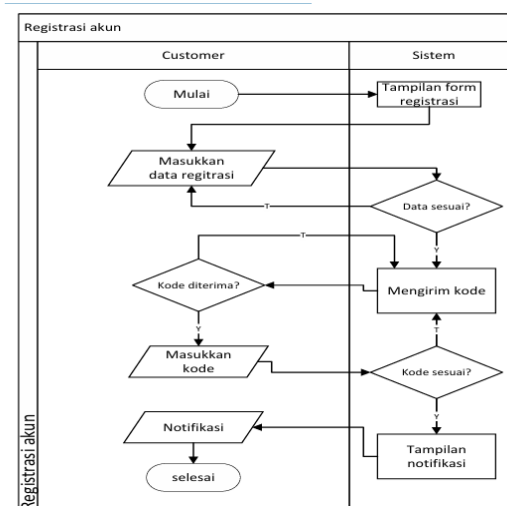 Registrasi akun
Customer
Sistem
Mulai
Tampilan form
registrasi
Masukkan
data regitrasi
Data sesuai?
T
Y
T
Kode diterima?
Mengirim kode
Y
T
Masukkan
kode
Kode sesuai?
Y
Notifikasi
Tampilan
notifikasi
selesai
Registrasi akun